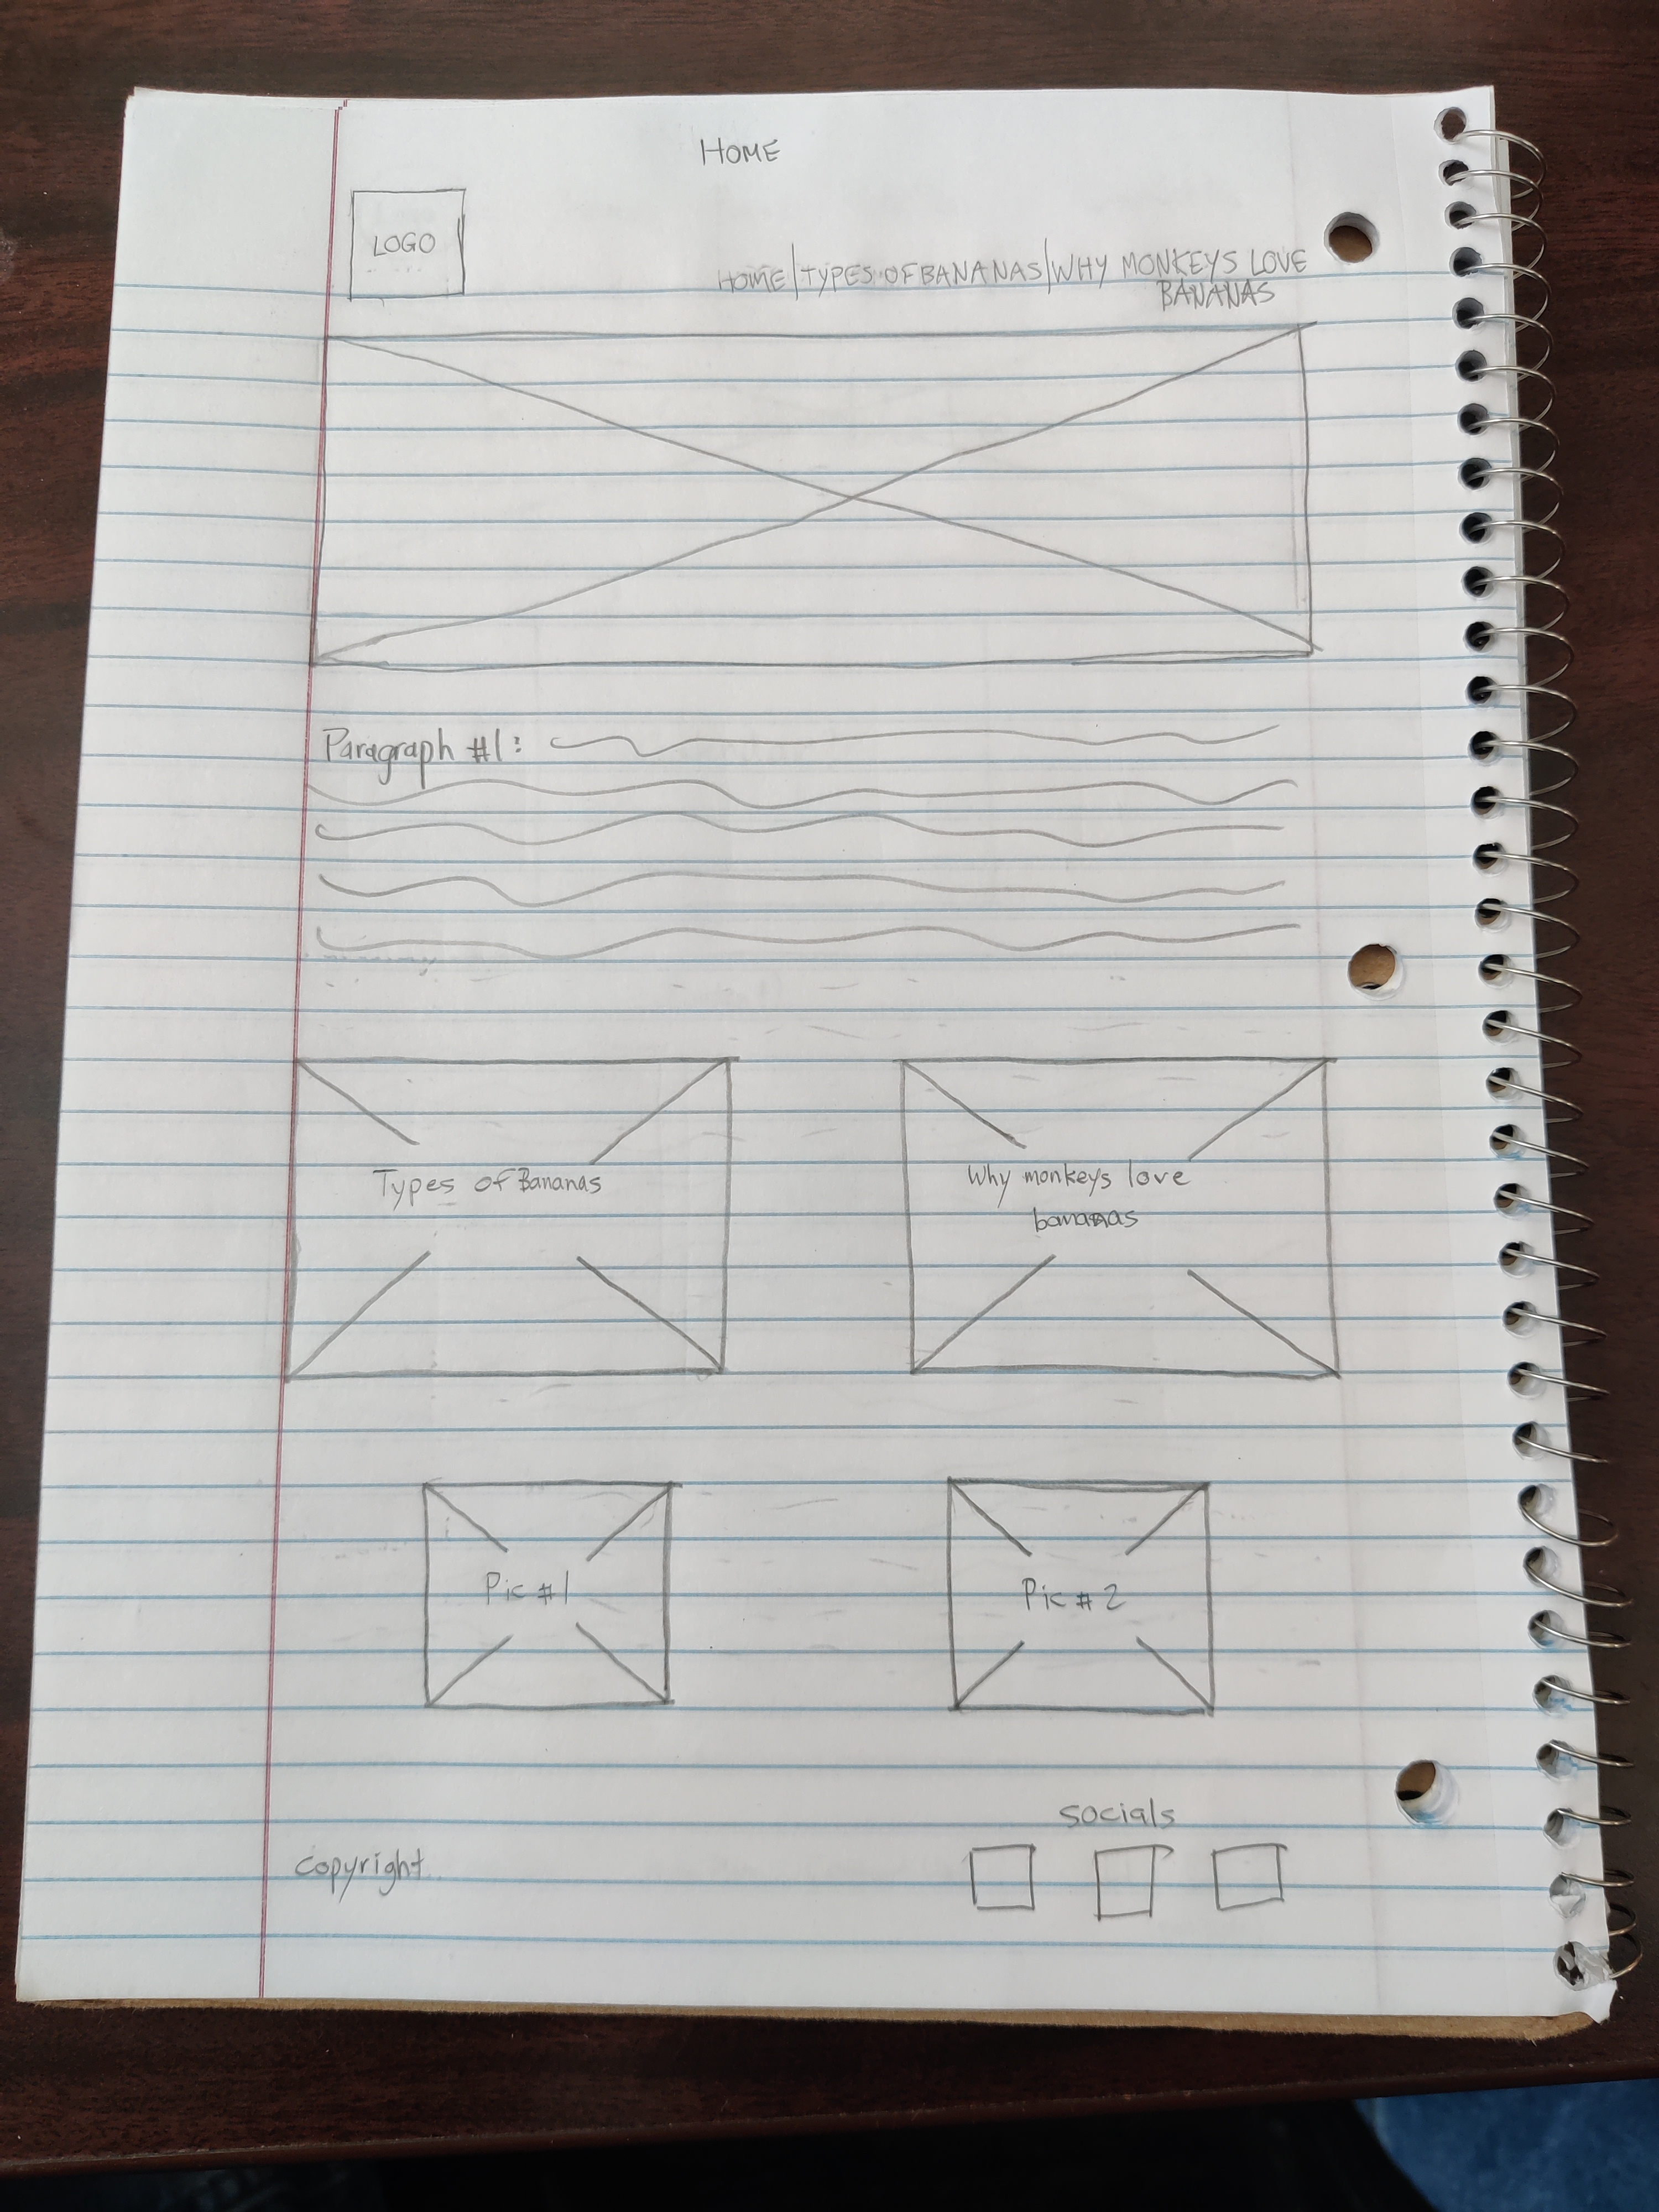 HOME
LOGO
HOME|TYPES OF BANANAS|WHY MONKEYS LOVE
BANANAS
Paragraph #1:
Types of Bananas
Why monkeys love
bananas
Pic #1
Pic #2
socials
copyright